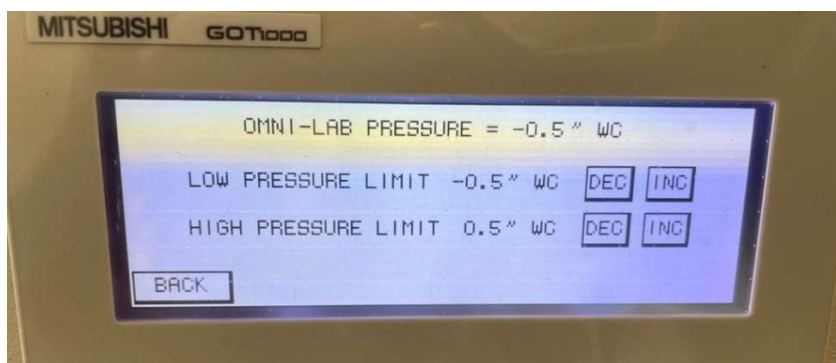 MITSUBISHI GOT1000
OMNI-LAB PRESSURE = -0.5" WC
LOW PRESSURE LIMIT -0.5" WC DEC INC
HIGH PRESSURE LIMIT 0.5" WC DEC INC
BACK